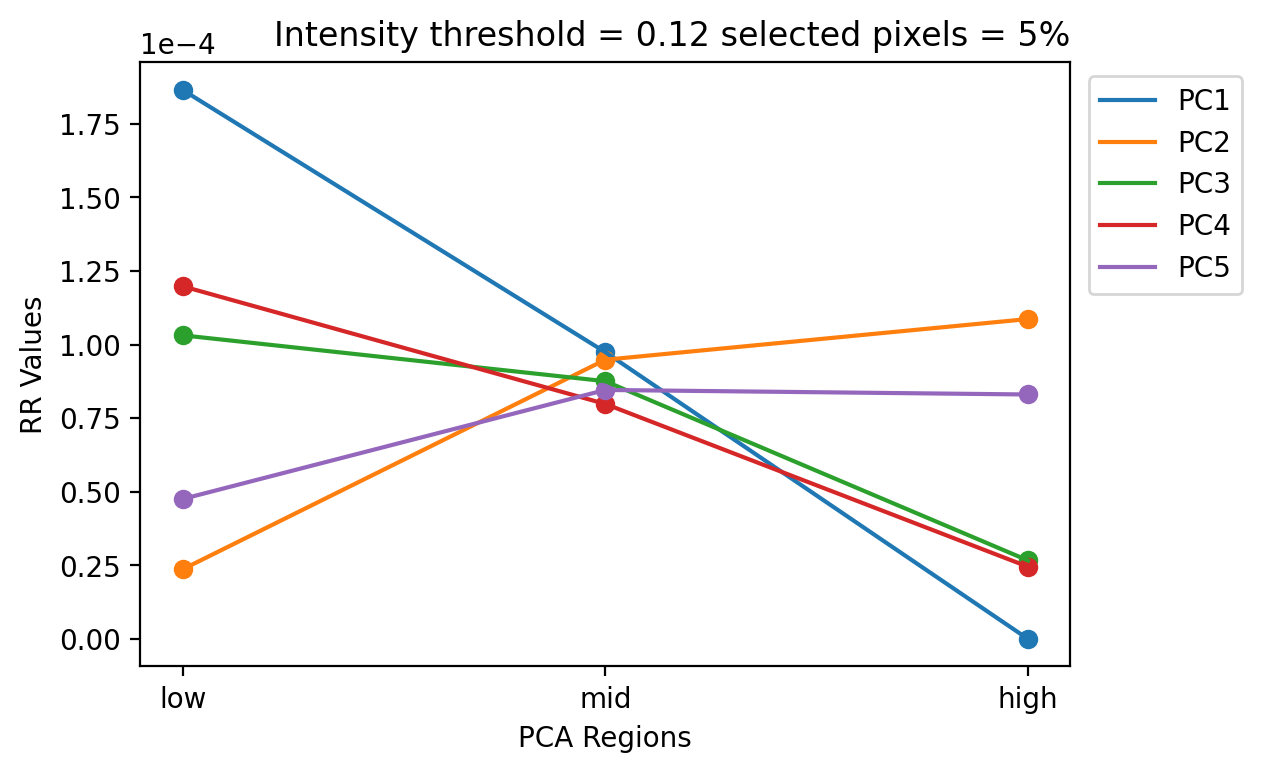 Intensity threshold = 0.12 selected pixels = 5%
1e−4
1.75
1.50
1.25
1.00
0.75
0.50
0.25
0.00
RR Values
low
mid
high
PCA Regions
PC1
PC2
PC3
PC4
PC5